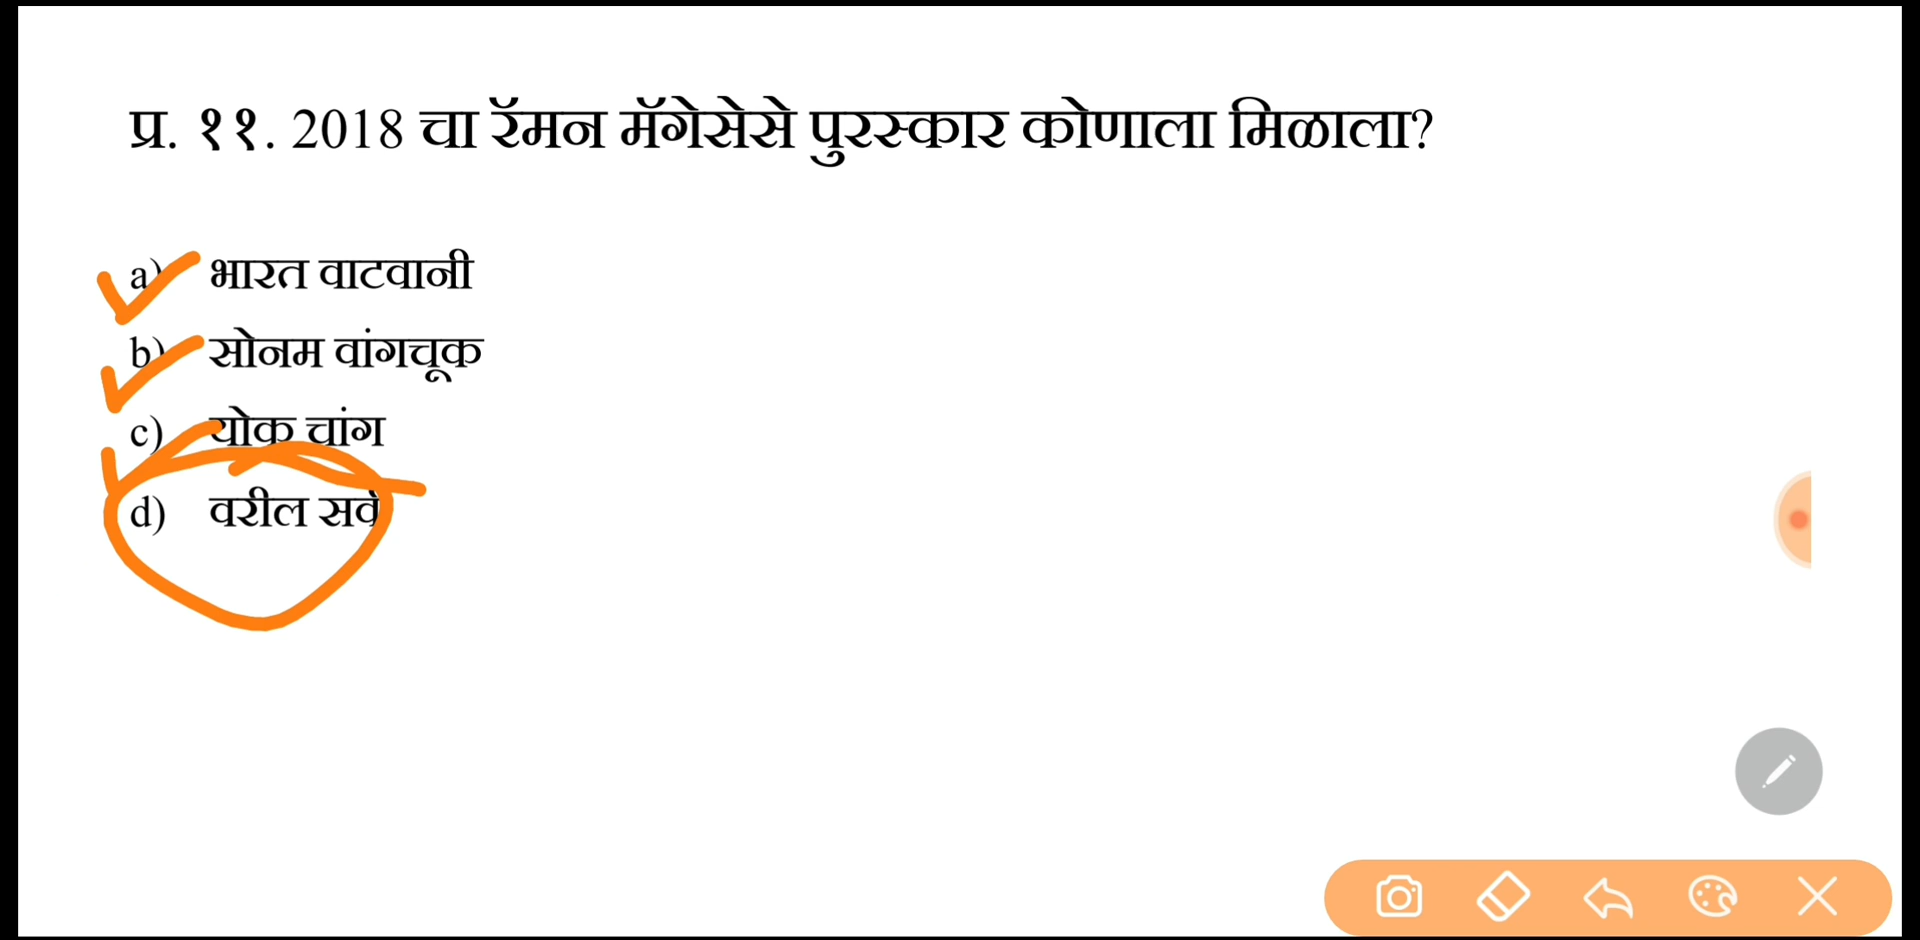 प्र. ११. 2018 चा रॅमन मॅगेसेसे पुरस्कार कोणाला मिळाला?
a) भारत वाटवानी
b) सोनम वांगचूक
c) योक चांग
d) वरील सर्व